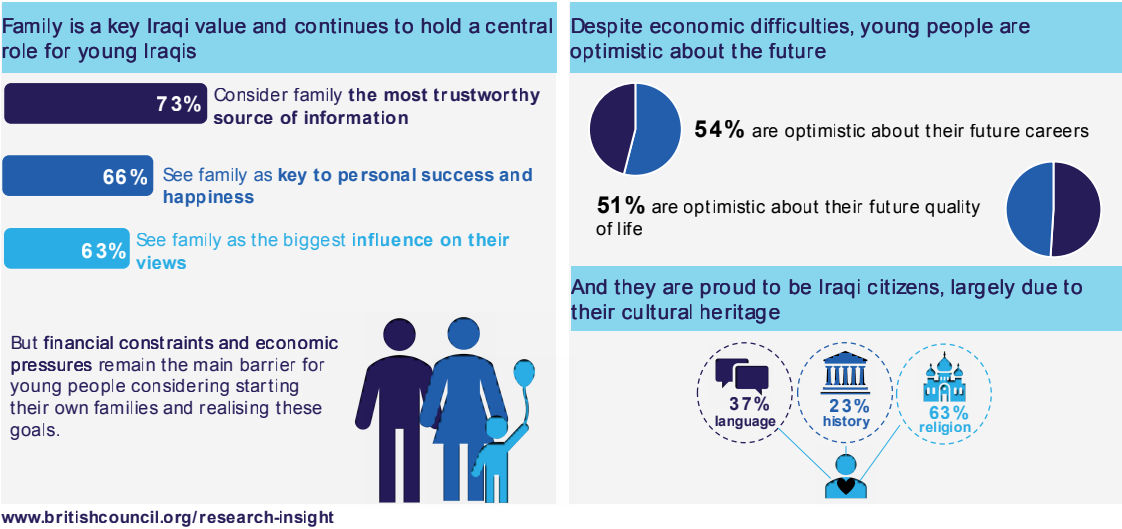 Family is a key Iraqi value and continues to hold a central
role for young Iraqis
73%
Consider family the most trustworthy
source of information
66%
See family as key to personal success and
happiness
63%
See family as the biggest influence on their
views
But financial constraints and economic
pressures remain the main barrier for
young people considering starting
their own families and realising these
goals.
Despite economic difficulties, young people are
optimistic about the future
54% are optimistic about their future careers
51% are optimistic about their future quality
of life
And they are proud to be Iraqi citizens, largely due to
their cultural heritage
37%
language
23%
history
63%
religion
www.britishcouncil.org/research-insight